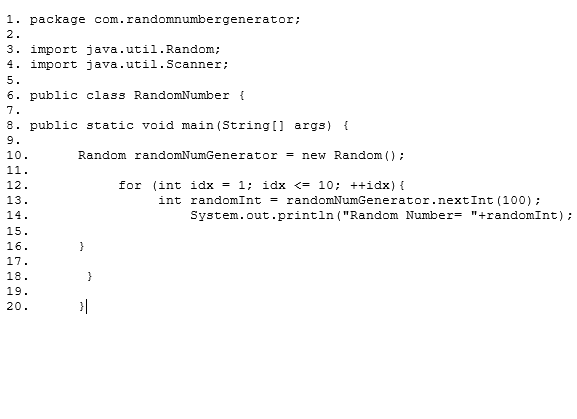 1. package com.randomnumbergenerator;
2.
3. import java.util.Random;
4. import java.util.Scanner;
5.
6. public class RandomNumber {
7.
8. public static void main(String[] args) {
9.
10. Random randomNumGenerator = new Random();
11.
12. for (int idx = 1; idx <= 10; ++idx){
13. int randomInt = randomNumGenerator.nextInt(100);
14. System.out.println("Random Number= "+randomInt);
15.
16. }
17.
18. }
19.
20. }